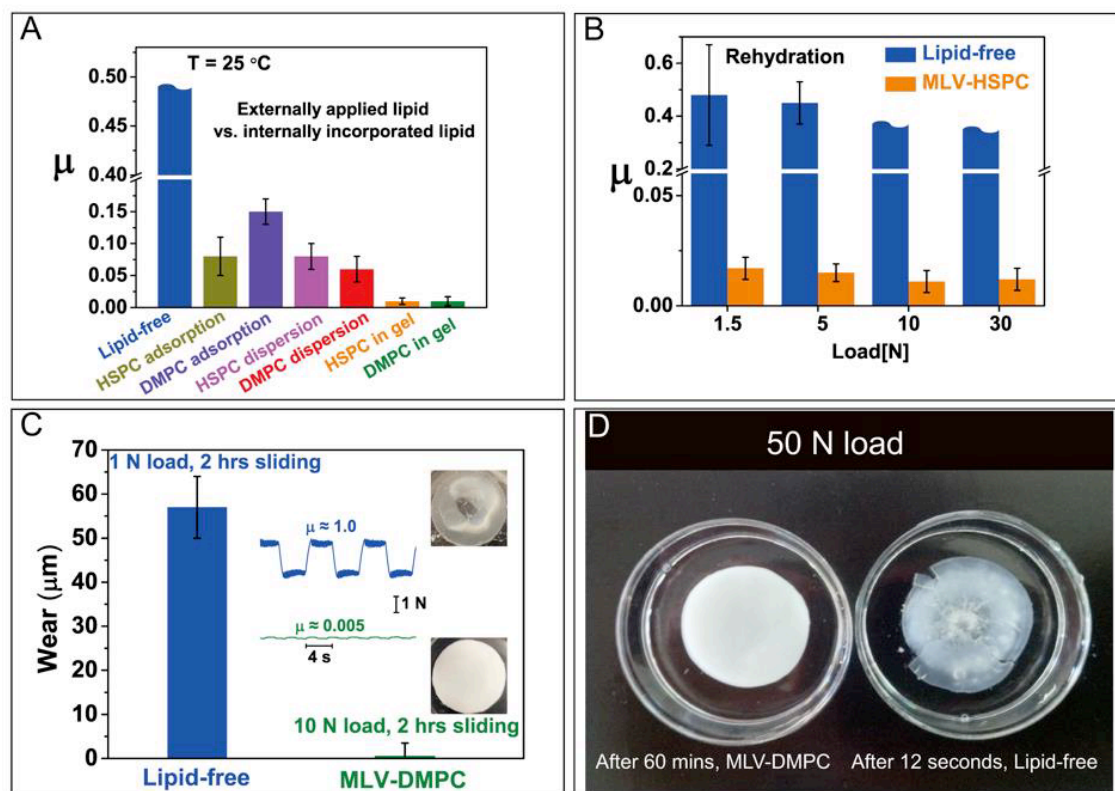 A
T = 25 °C
Externally applied lipid
vs. internally incorporated lipid
μ
0.50
0.45
0.40
0.15
0.10
0.05
0.00
Lipid-free
HSPC adsorption
DMPC adsorption
HSPC dispersion
DMPC dispersion
HSPC in gel
DMPC in gel
B
Rehydration
Lipid-free
MLV-HSPC
μ
0.6
0.4
0.2
0.05
0.00
1.5
5
10
30
Load[N]
C
Wear (μm)
70
60
50
40
30
20
10
0
1 N load, 2 hrs sliding
μ ≈ 1.0
1 N
μ ≈ 0.005
4 s
10 N load, 2 hrs sliding
Lipid-free
MLV-DMPC
D
50 N load
After 60 mins, MLV-DMPC
After 12 seconds, Lipid-free